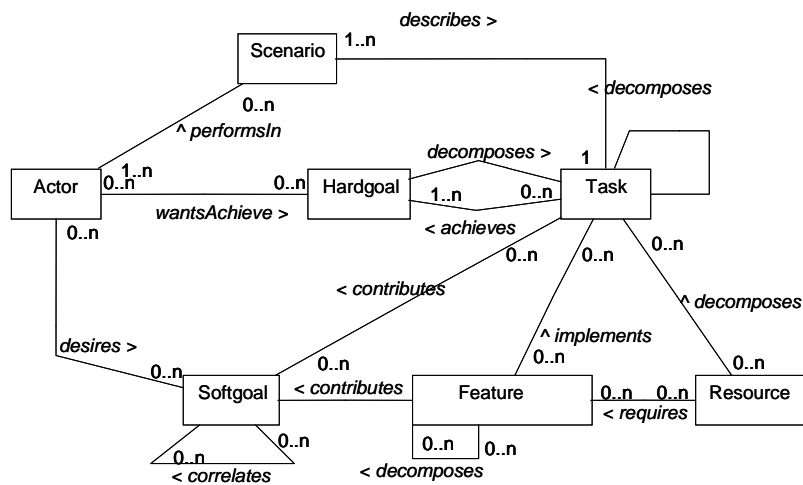 describes >
Scenario
1..n
< decomposes
0..n
^ performsIn
decomposes >
1
1..n
Actor
0..n
0..n
Hardgoal
1..n
0..n
Task
wantsAchieve >
< achieves
0..n
0..n
0..n
0..n
< contributes
^ decomposes
desires >
^ implements
0..n
0..n
0..n
0..n
Softgoal
< contributes
Feature
0..n
0..n
Resource
< requires
0..n
0..n
0..n
0..n
< correlates
< decomposes